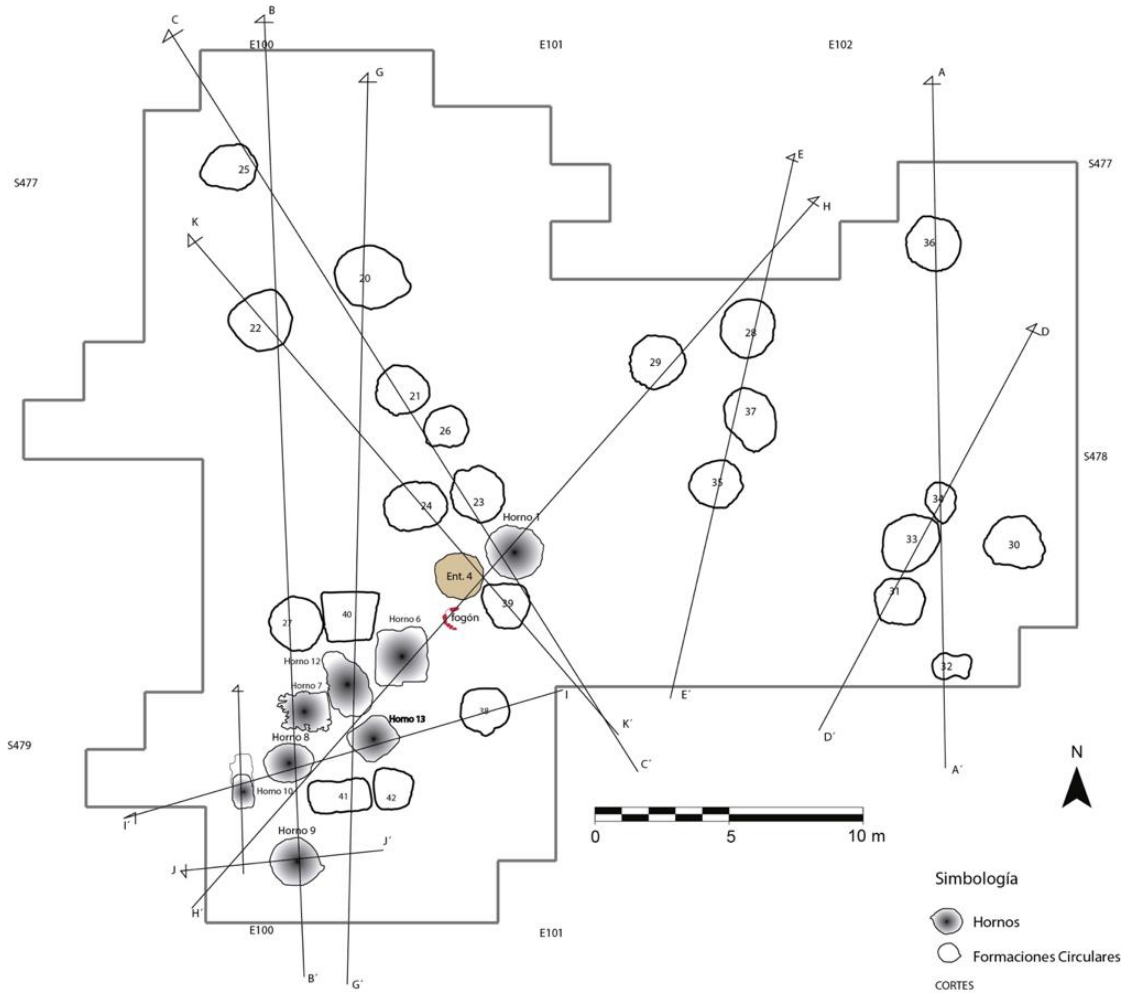 B
C
E100
E101
E102
G
A
E
S477
S477
25
H
K
36
20
22
28
D
29
21
37
26
S478
35
34
24
23
Horno 1
33
30
Ent. 4
31
39
40
fogón
27
Horno 6
Horno 12
32
Horno 7
I
38
E´
Horno 13
K´
D´
Horno 8
S479
C´
A´
N
Horno 10
41
42
I´
0
5
10 m
Horno 9
J´
J
Simbología
H´
Hornos
E100
E101
Formaciones Circulares
B´
G´
CORTES